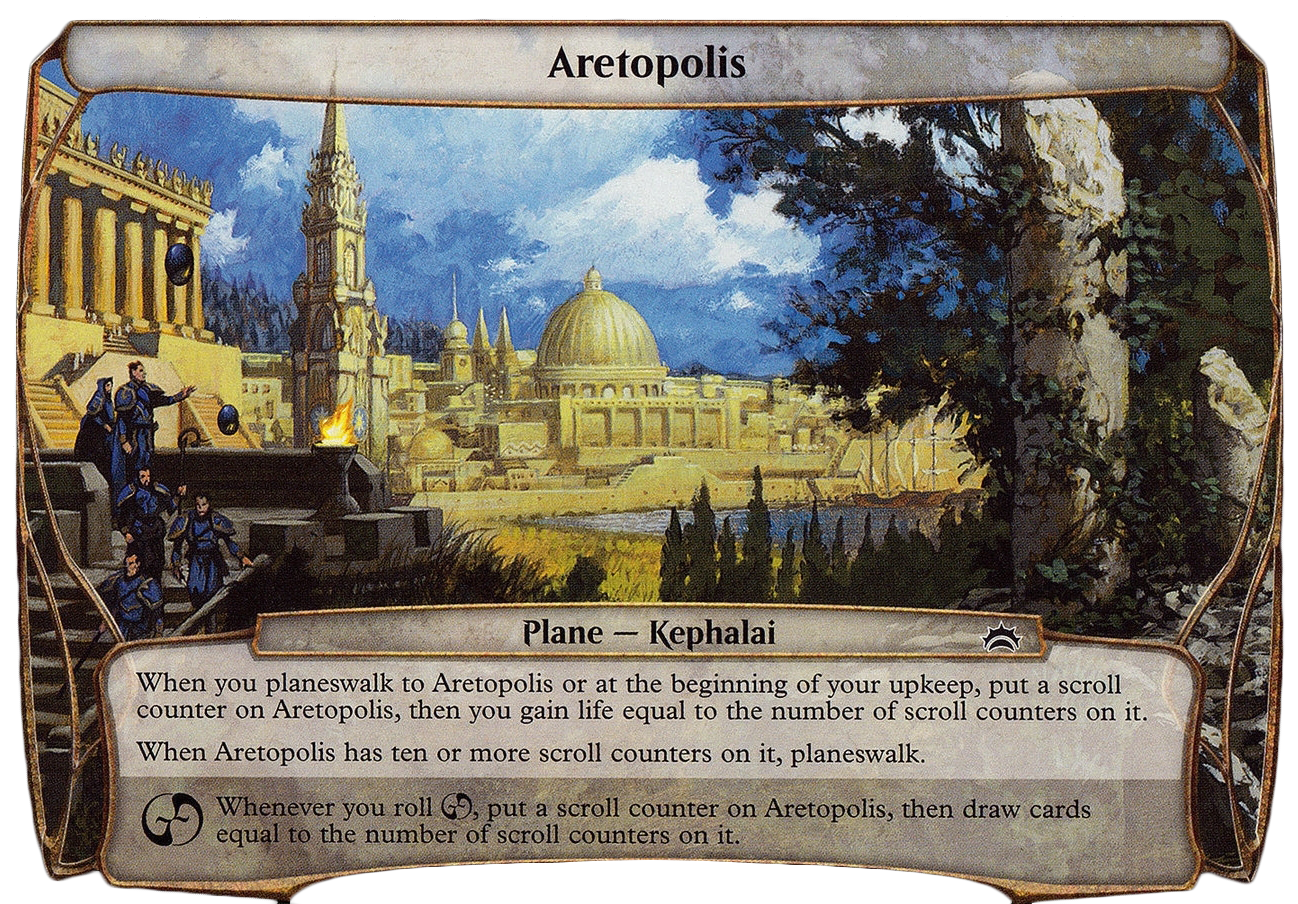 Aretopolis
Plane — Kephalai
When you planeswalk to Aretopolis or at the beginning of your upkeep, put a scroll
counter on Aretopolis, then you gain life equal to the number of scroll counters on it.
When Aretopolis has ten or more scroll counters on it, planeswalk.
Whenever you roll , put a scroll counter on Aretopolis, then draw cards
equal to the number of scroll counters on it.